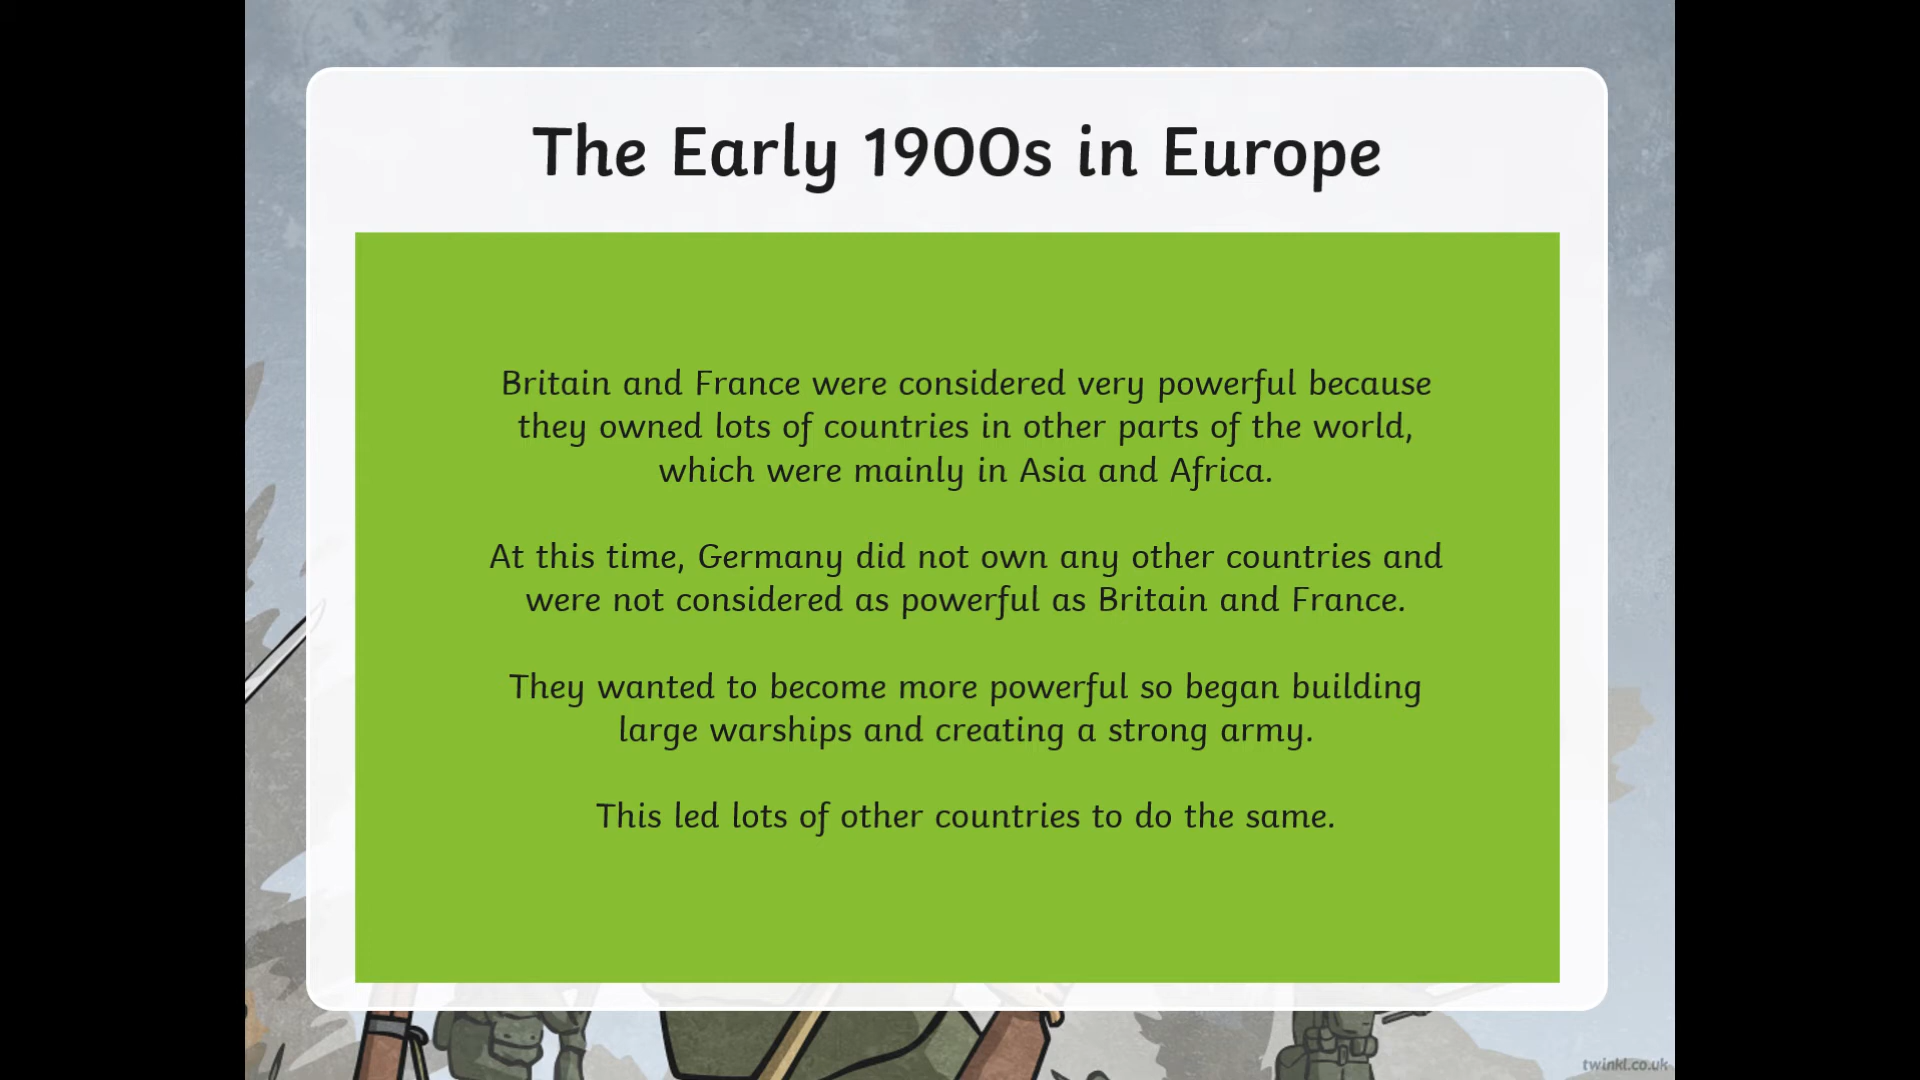 The Early 1900s in Europe
Britain and France were considered very powerful because
they owned lots of countries in other parts of the world,
which were mainly in Asia and Africa.
At this time, Germany did not own any other countries and
were not considered as powerful as Britain and France.
They wanted to become more powerful so began building
large warships and creating a strong army.
This led lots of other countries to do the same.
twinkl.co.uk